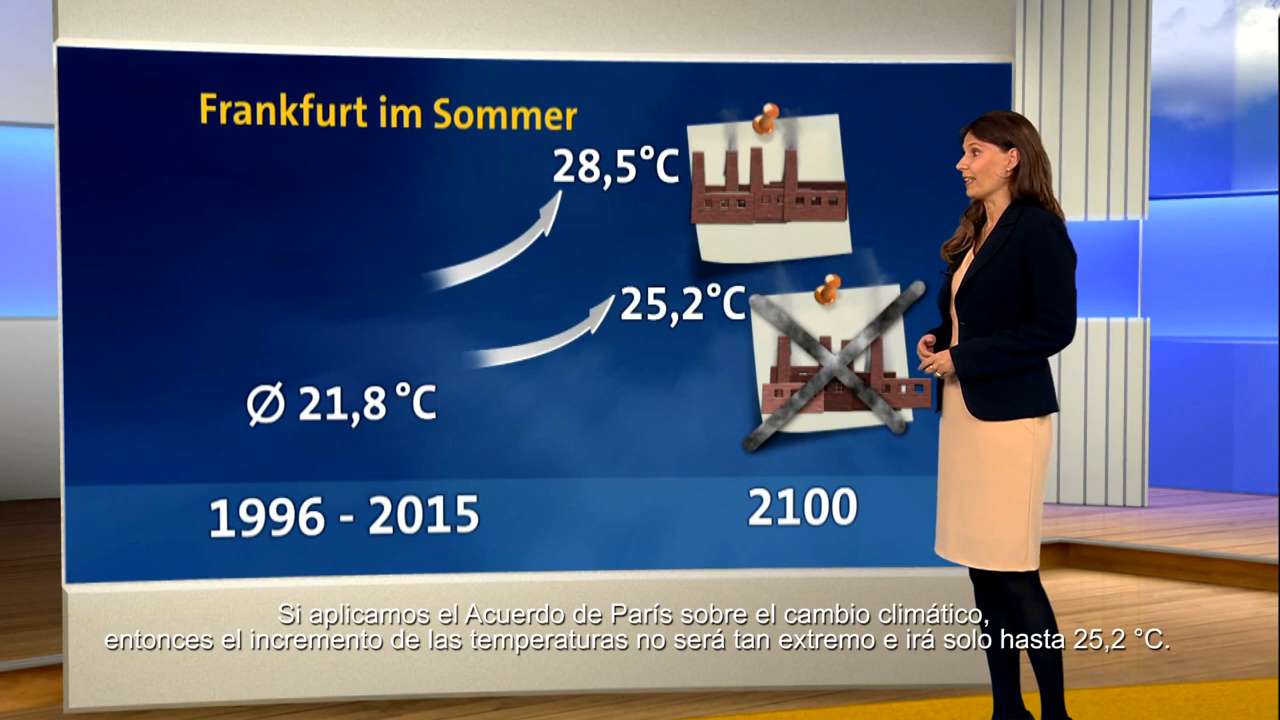 Frankfurt im Sommer
28,5°C
25,2°C
Ø 21,8°C
1996 - 2015
2100
Si aplicamos el Acuerdo de París sobre el cambio climático,
entonces el incremento de las temperaturas no será tan extremo e irá solo hasta 25,2 °C.